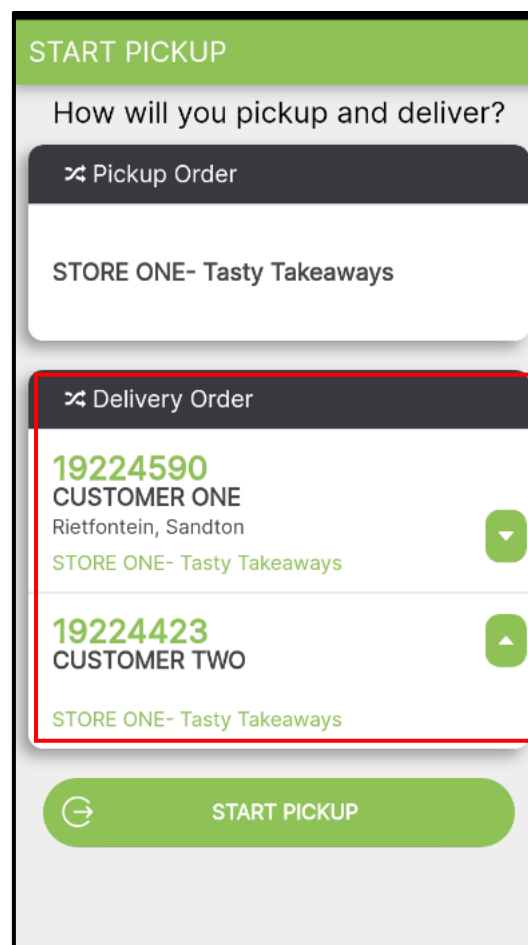 START PICKUP
How will you pickup and deliver?
Pickup Order
STORE ONE- Tasty Takeaways
Delivery Order
19224590
CUSTOMER ONE
Rietfontein, Sandton
STORE ONE- Tasty Takeaways
19224423
CUSTOMER TWO
STORE ONE- Tasty Takeaways
START PICKUP